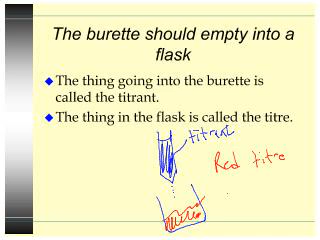 The burette should empty into a
flask
The thing going into the burette is
called the titrant.
The thing in the flask is called the titre.
titrant
Red titre